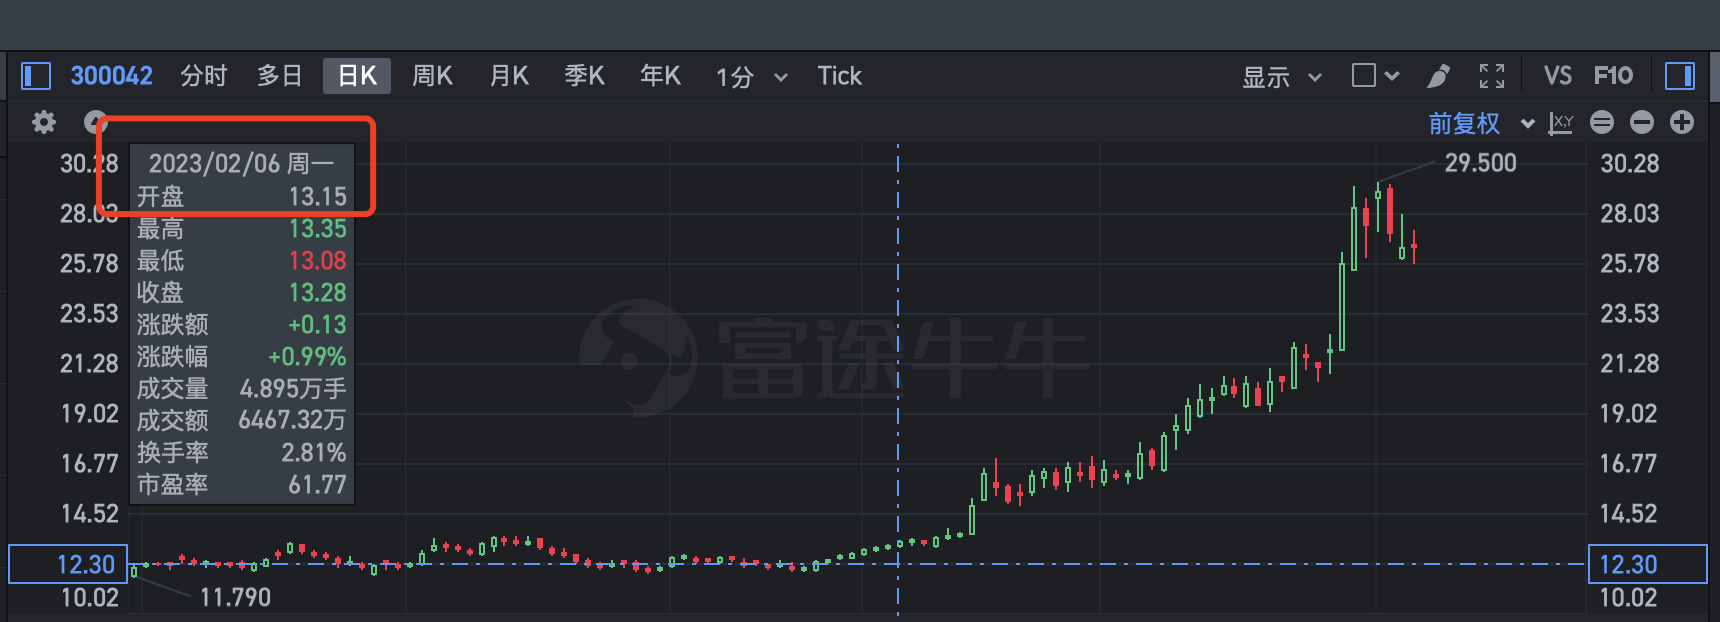 300042 分时 多日 日K 周K 月K 季K 年K 1分 Tick 显示 VS F10
前复权 X,Y
30.28 2023/02/06 周一 29.500 30.28
开盘 13.15
28.03 28.03
最高 13.35
25.78 最低 13.08 25.78
收盘 13.28
23.53 涨跌额 +0.13 23.53
21.28 涨跌幅 +0.99% 富途牛牛 21.28
成交量 4.895万手
19.02 成交额 6467.32万 19.02
16.77 换手率 2.81% 16.77
市盈率 61.77
14.52 14.52
12.30 12.30
10.02 11.790 10.02